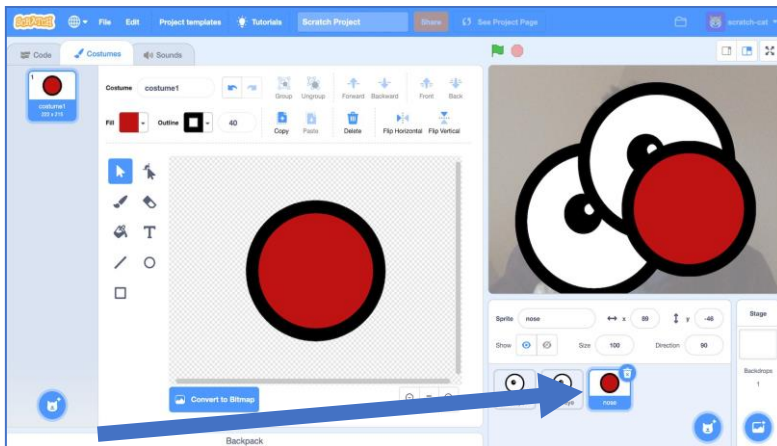 SCRATCH File Edit Project templates Tutorials Scratch Project Share See Project Page scratch-cat
Code Costumes Sounds
1
costume1
Costume costume1 Group Ungroup Forward Backward Front Back
Fill Outline 40 Copy Paste Delete Flip Horizontal Flip Vertical
T
Convert to Bitmap
Backpack
Sprite nose x 89 y -46
Show Size 100 Direction 90
nose
Stage
Backdrops
1